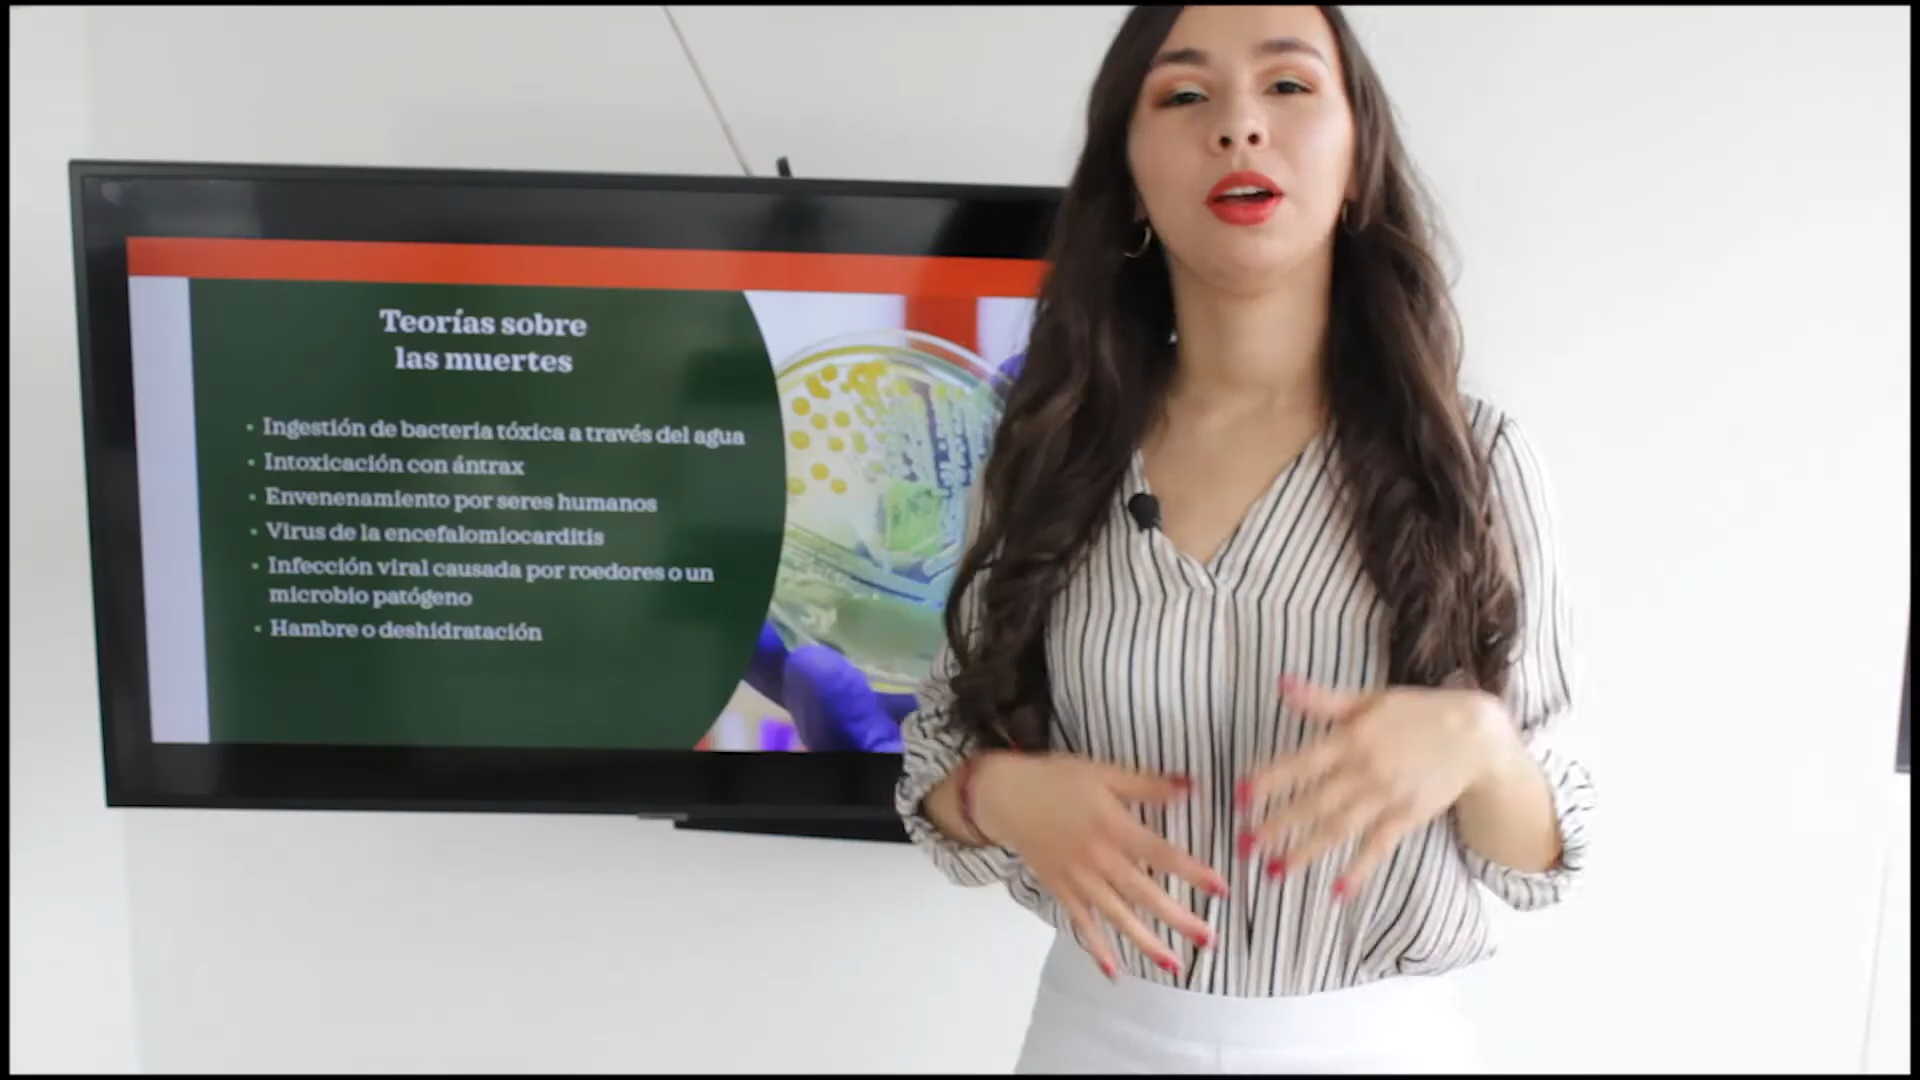 Teorías sobre
las muertes
• Ingestión de bacteria tóxica a través del agua
• Intoxicación con ántrax
• Envenenamiento por seres humanos
• Virus de la encefalomiocarditis
• Infección viral causada por roedores o un
microbio patógeno
• Hambre o deshidratación